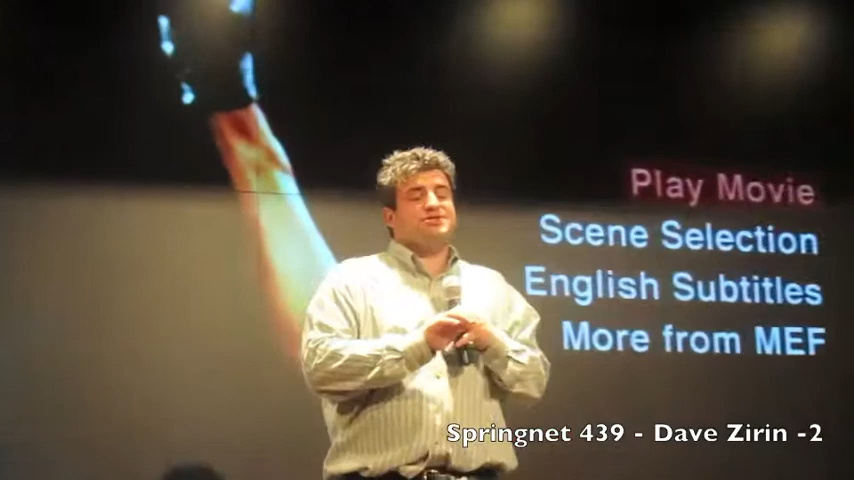 Play Movie
Scene Selection
English Subtitles
More from MEF
Springnet 439 - Dave Zirin -2